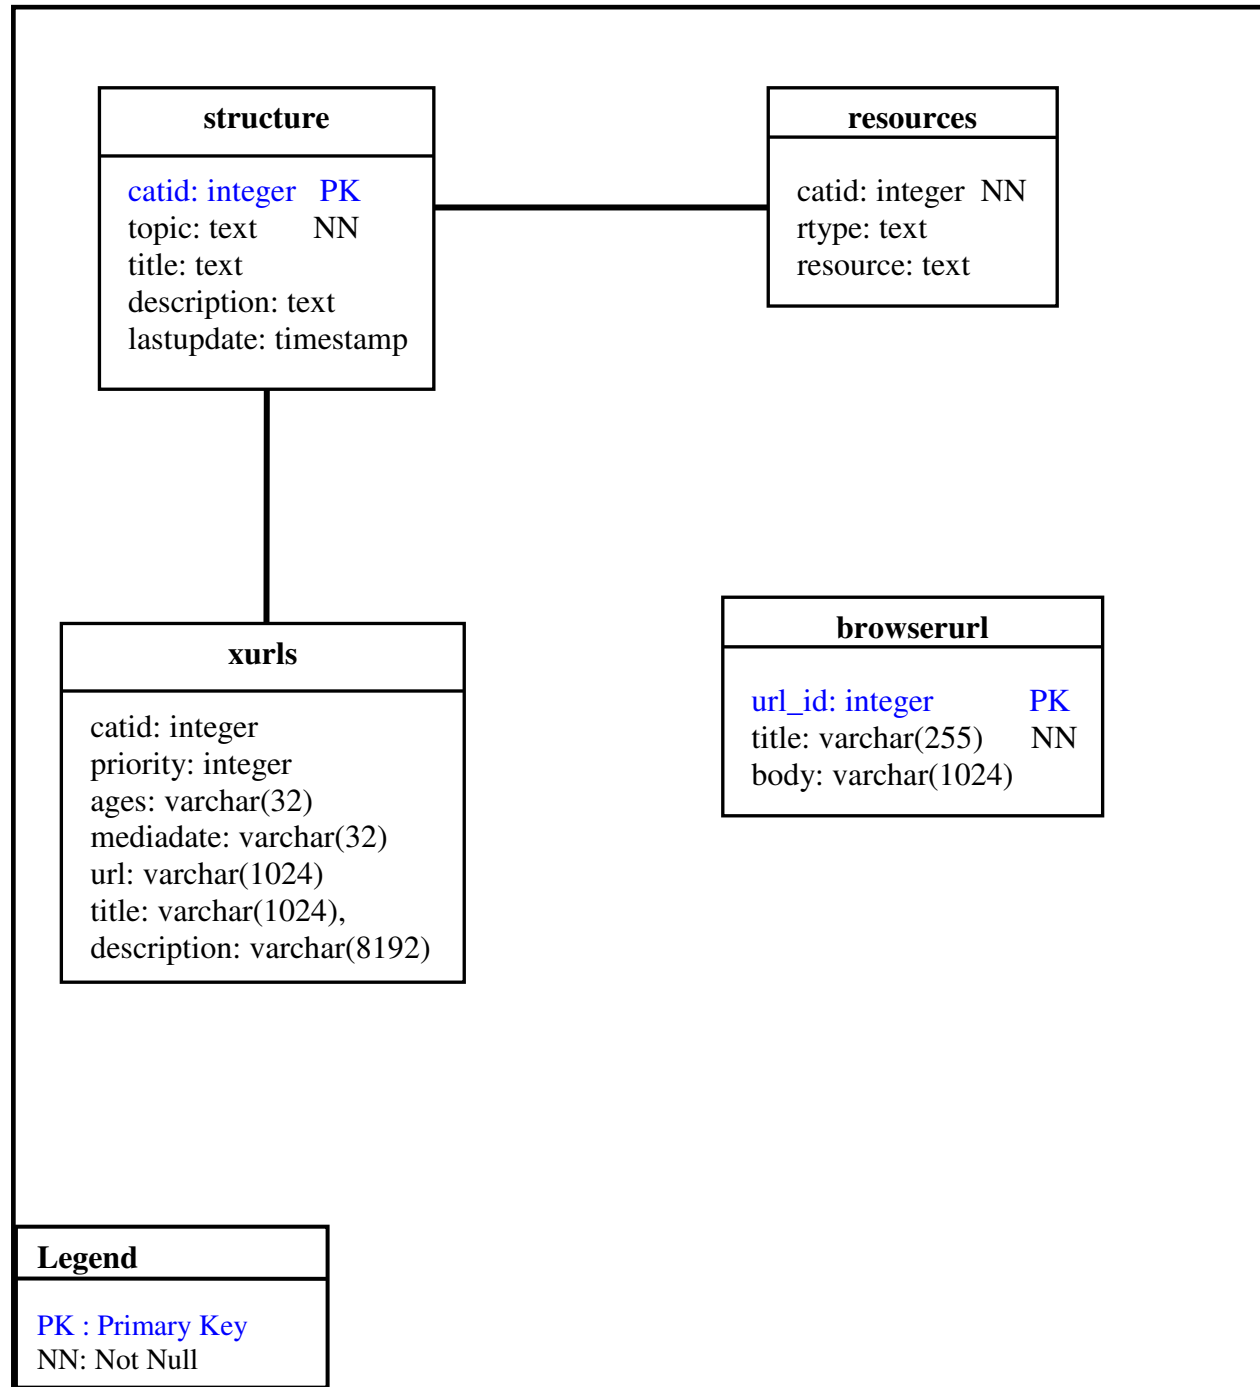 structure
catid: integer PK
topic: text NN
title: text
description: text
lastupdate: timestamp
resources
catid: integer NN
rtype: text
resource: text
xurls
catid: integer
priority: integer
ages: varchar(32)
mediadate: varchar(32)
url: varchar(1024)
title: varchar(1024),
description: varchar(8192)
browserurl
url_id: integer PK
title: varchar(255) NN
body: varchar(1024)
Legend
PK : Primary Key
NN: Not Null